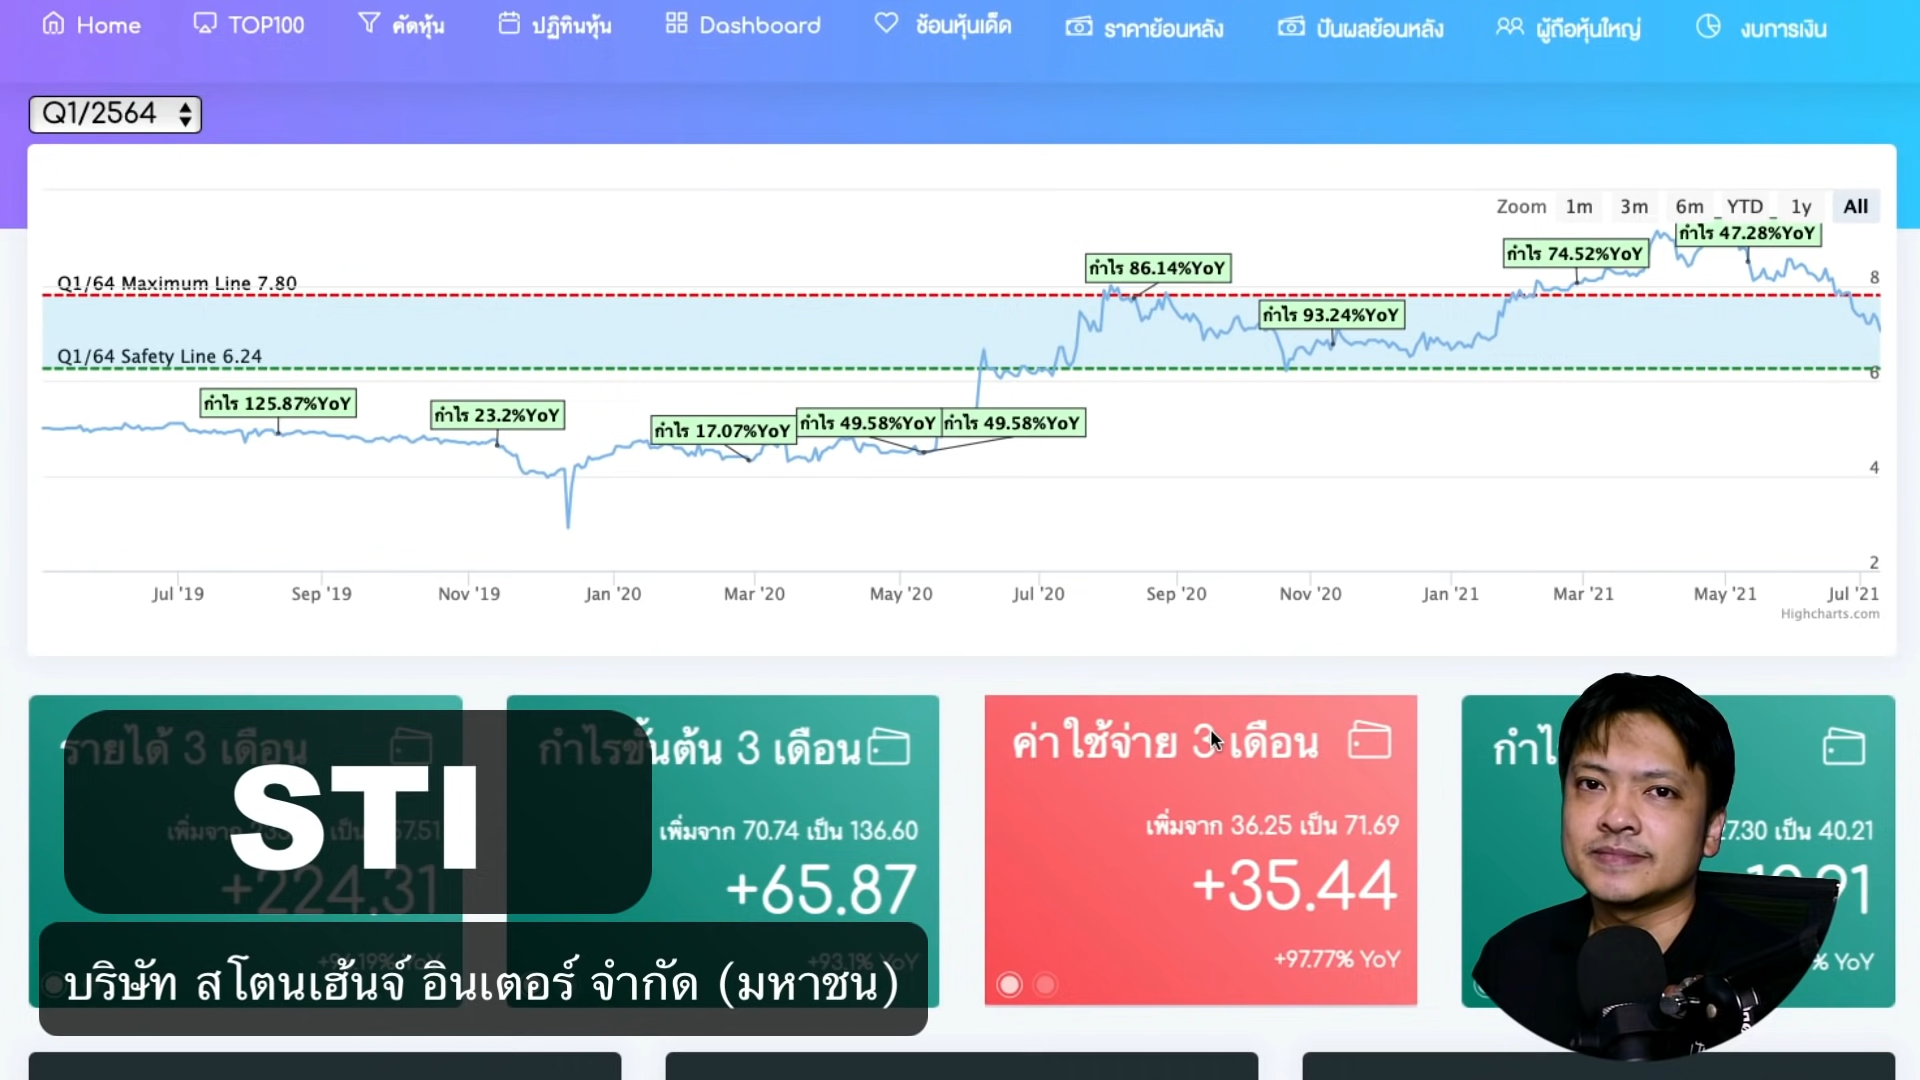 Home TOP100 คัดหุ้น ปฏิทินหุ้น Dashboard ช้อนหุ้นเด็ด ราคาย้อนหลัง ปันผลย้อนหลัง ผู้ถือหุ้นใหญ่ งบการเงิน
Q1/2564
Zoom 1m 3m 6m YTD 1y All
กำไร 47.28%YoY
กำไร 74.52%YoY
กำไร 86.14%YoY
8
Q1/64 Maximum Line 7.80
กำไร 93.24%YoY
Q1/64 Safety Line 6.24
6
กำไร 125.87%YoY
กำไร 23.2%YoY
กำไร 17.07%YoY
กำไร 49.58%YoY
กำไร 49.58%YoY
4
2
Jul '19 Sep '19 Nov '19 Jan '20 Mar '20 May '20 Jul '20 Sep '20 Nov '20 Jan '21 Mar '21 May '21 Jul '21
Highcharts.com
รายได้ 3 เดือน
+224.31
กำไรขั้นต้น 3 เดือน
เพิ่มจาก 70.74 เป็น 136.60
+65.87
+93.1% YoY
ค่าใช้จ่าย 3 เดือน
เพิ่มจาก 36.25 เป็น 71.69
+35.44
+97.77% YoY
27.30 เป็น 40.21
% YoY
STI
บริษัท สโตนเฮ้นจ์ อินเตอร์ จำกัด (มหาชน)